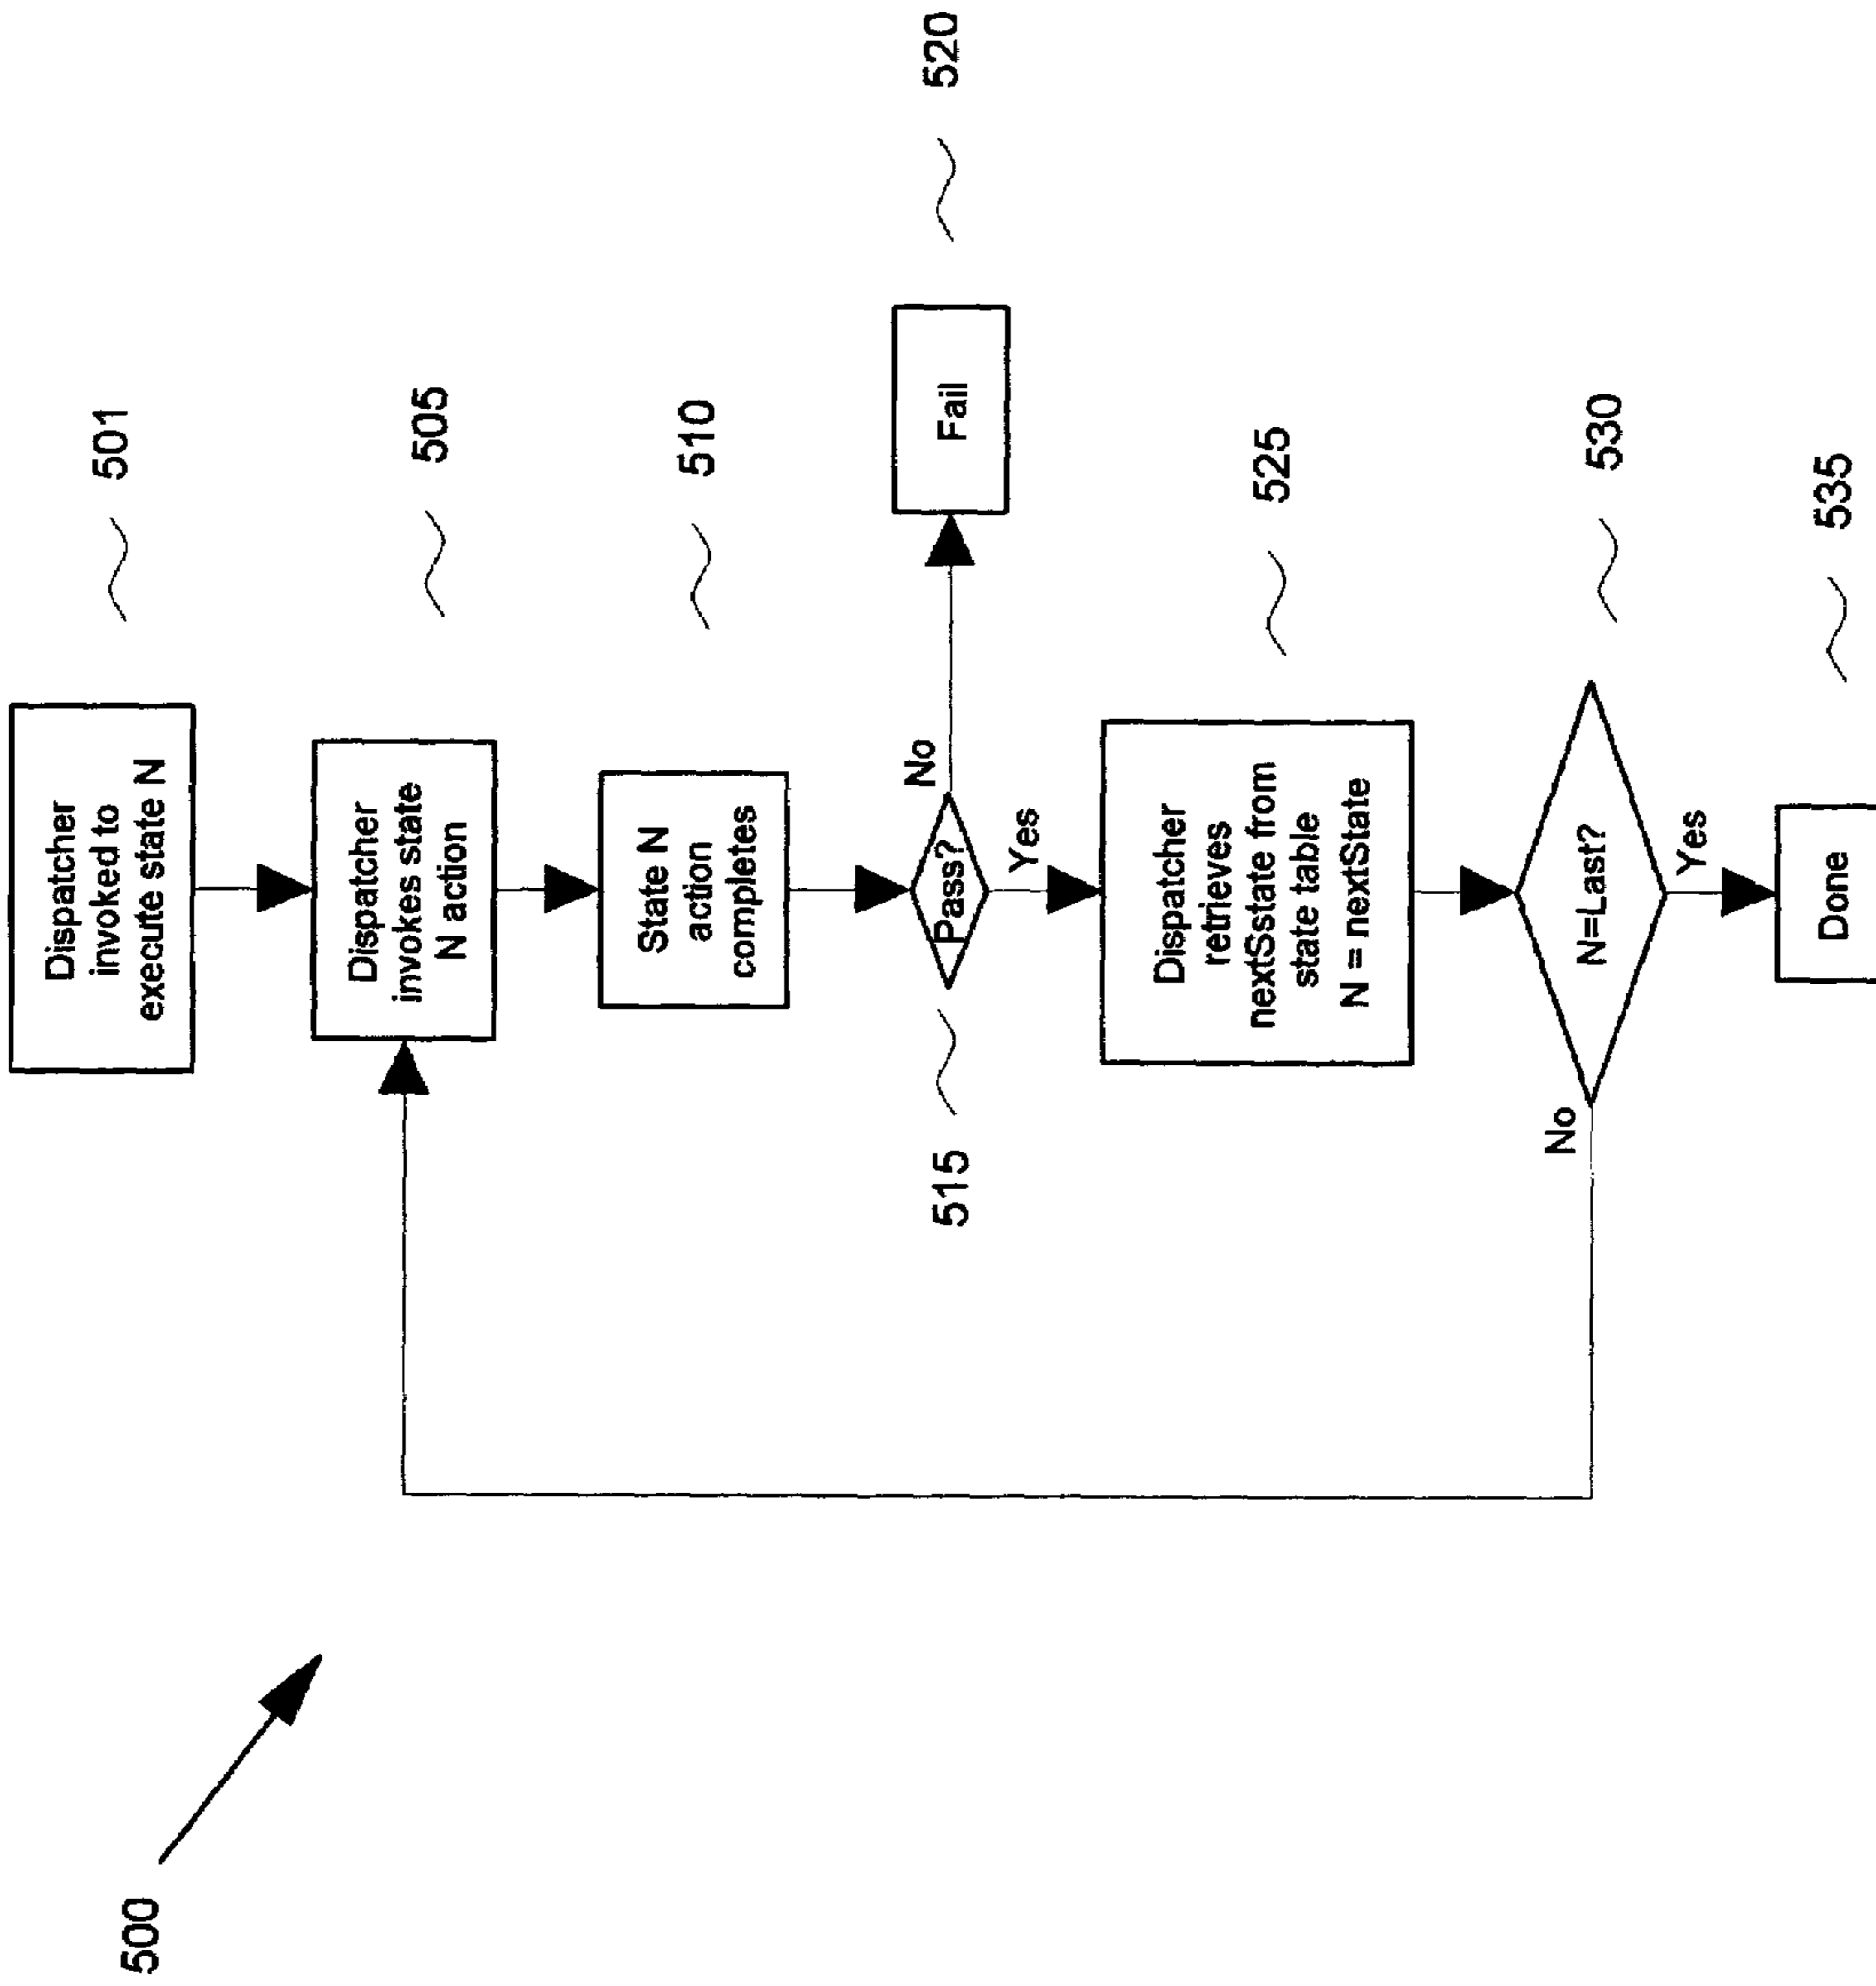 500
Dispatcher
invoked to
execute state N
501
Dispatcher
invokes state
N action
505
State N
action
completes
510
Pass?
515
No
Fail
520
Yes
Dispatcher
retrieves
nextSstate from
state table
N = nextState
525
N=Last?
530
No
Yes
Done
535